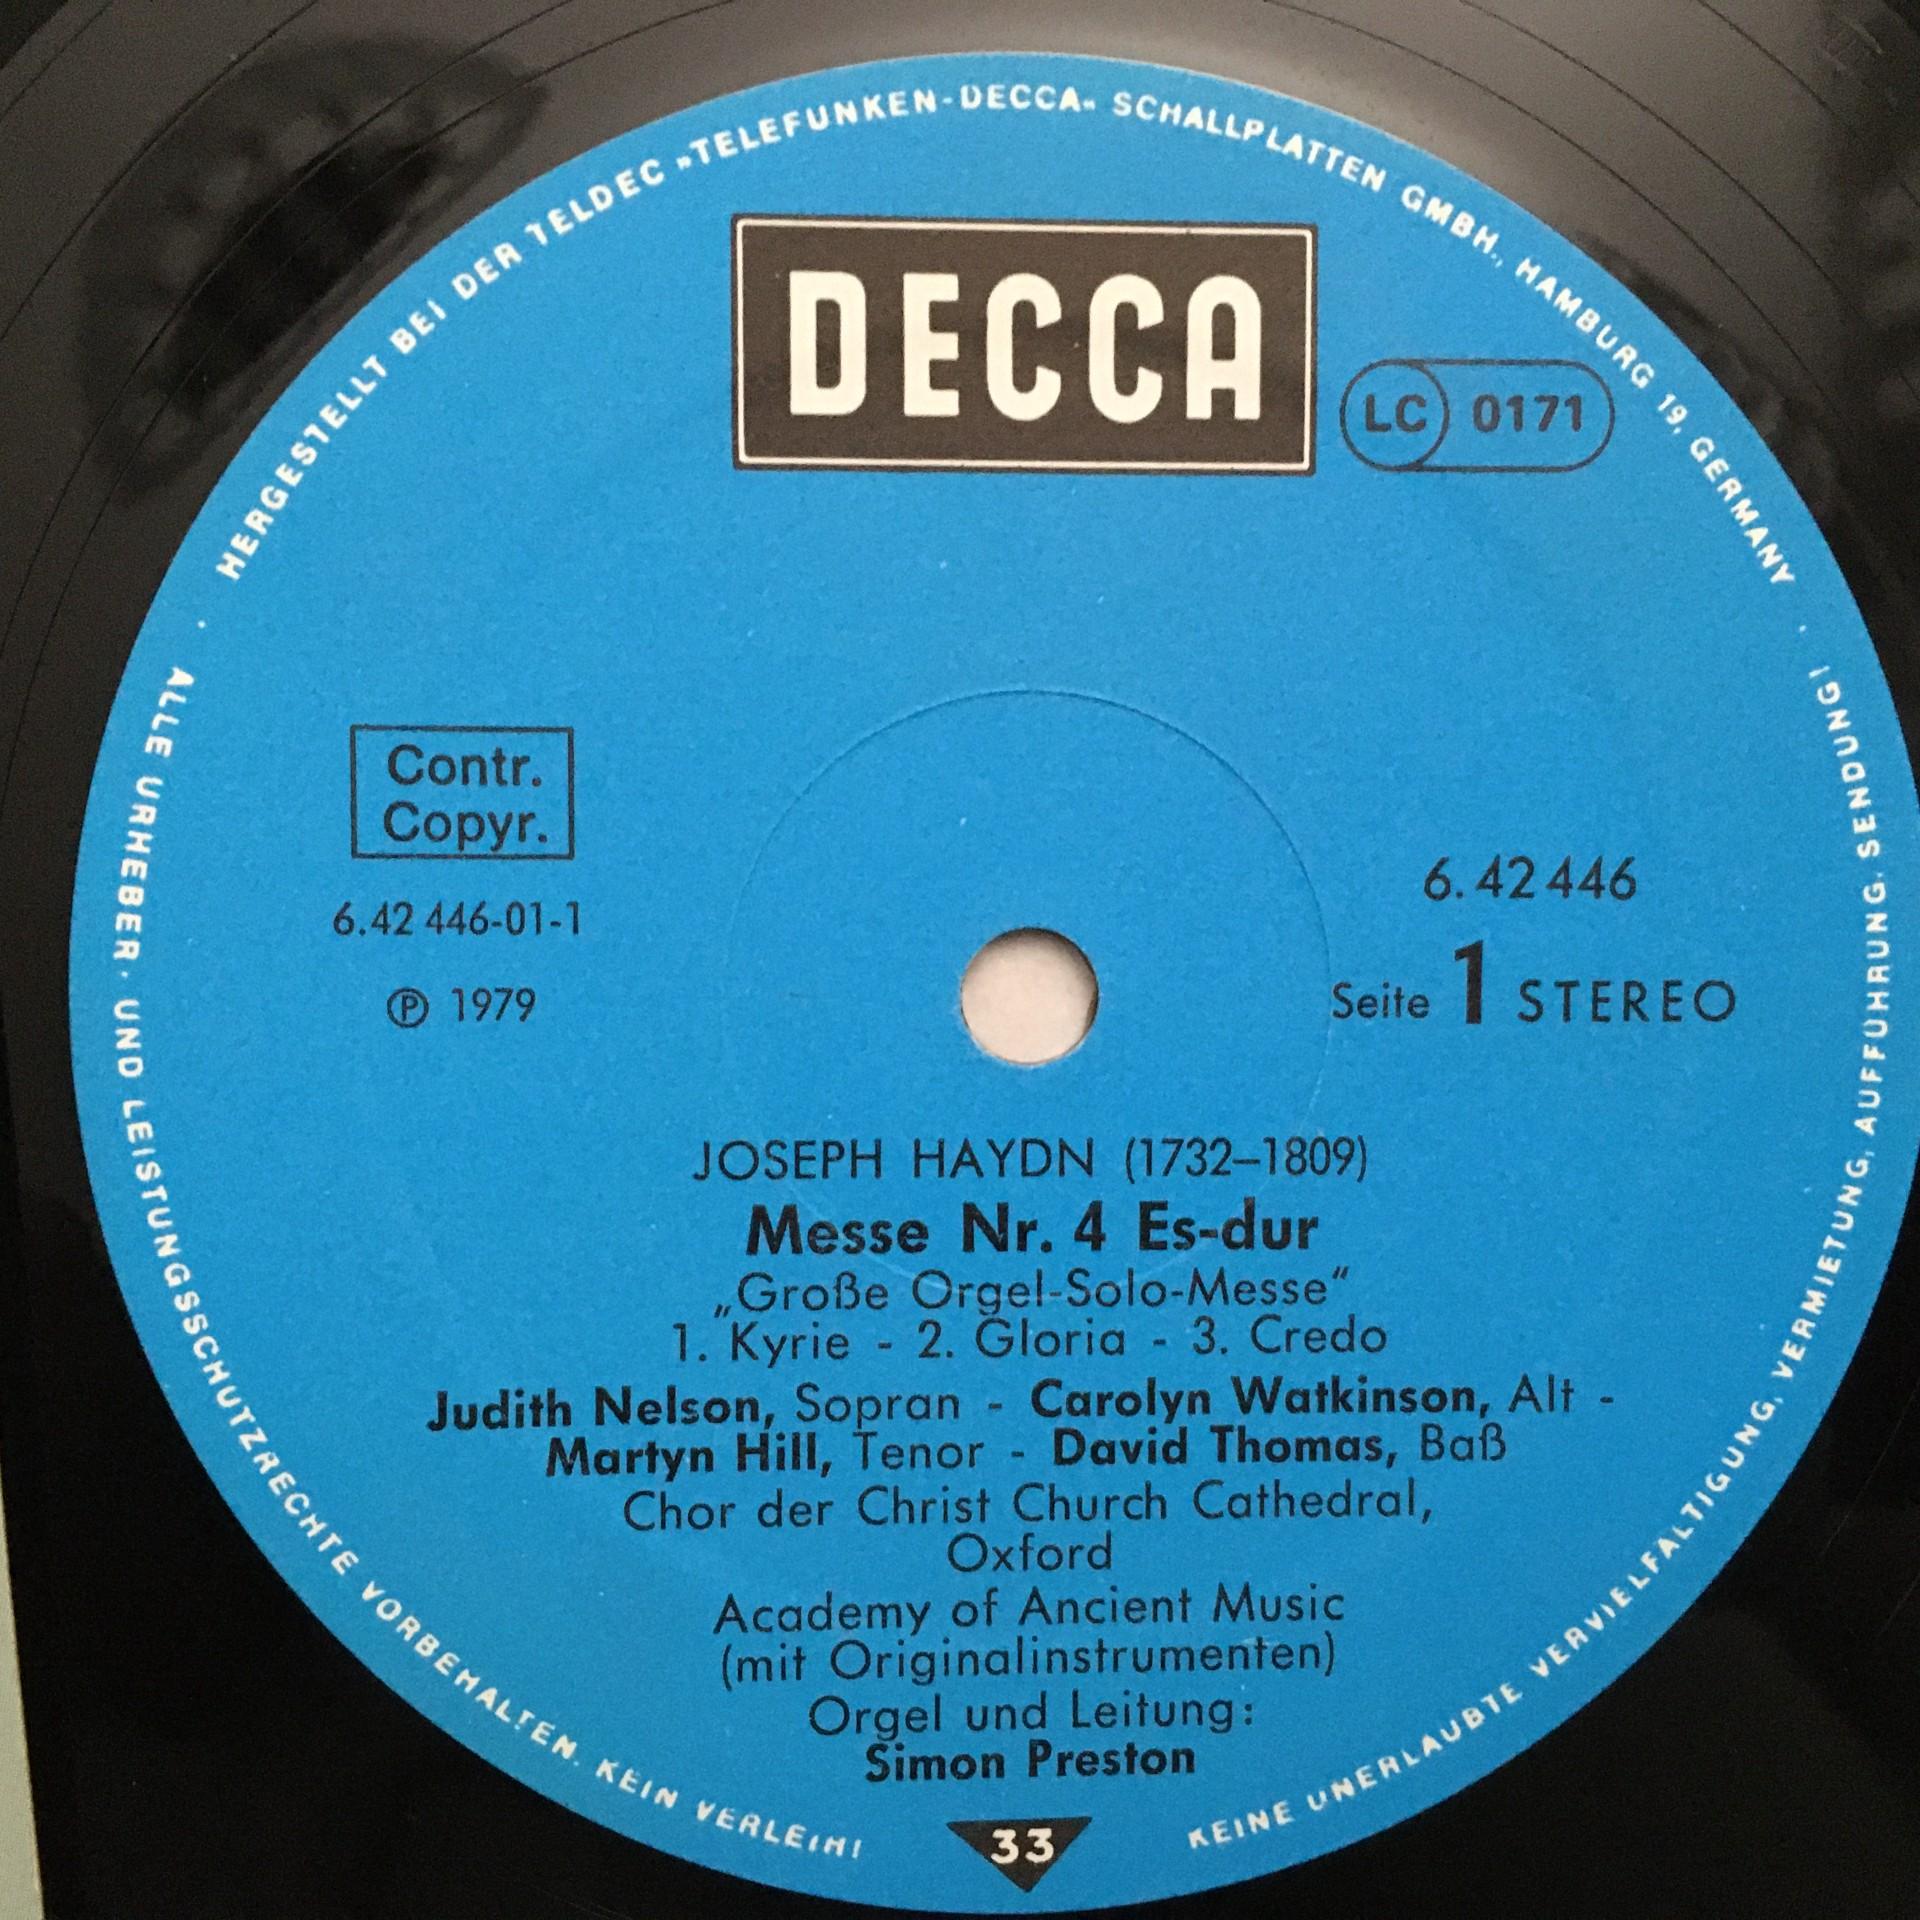 HERGESTELLT BEI DER TELDEC »TELEFUNKEN-DECCA« SCHALLPLATTEN GMBH., HAMBURG 19, GERMANY ·
DECCA
LC 0171
Contr.
Copyr.
6.42 446-01-1
Ⓟ 1979
6.42 446
Seite 1 STEREO
JOSEPH HAYDN (1732–1809)
Messe Nr. 4 Es-dur
„Große Orgel-Solo-Messe“
1. Kyrie - 2. Gloria - 3. Credo
Judith Nelson, Sopran - Carolyn Watkinson, Alt -
Martyn Hill, Tenor - David Thomas, Baß
Chor der Christ Church Cathedral,
Oxford
Academy of Ancient Music
(mit Originalinstrumenten)
Orgel und Leitung:
Simon Preston
33
ALLE URHEBER- UND LEISTUNGSSCHUTZRECHTE VORBEHALTEN. KEIN VERLEIH!
KEINE UNERLAUBTE VERVIELFALTIGUNG, VERMIETUNG, AUFFUHRUNG. SENDUNG!